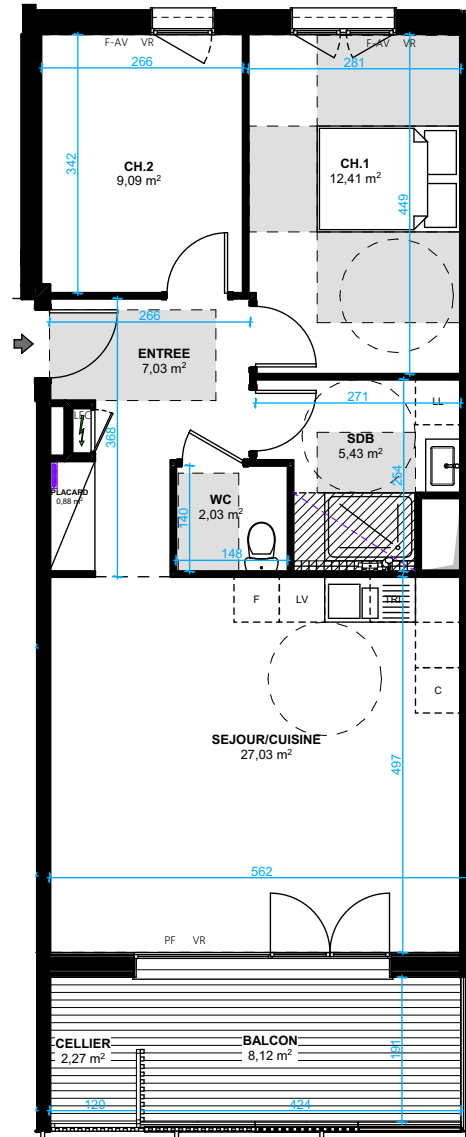 F-AV VR
F-AV VR
266
281
342
CH.2
9,09 m²
CH.1
12,41 m²
449
266
ENTREE
7,03 m²
368
271
LL
SDB
5,43 m²
254
PLACARD
0,88 m²
WC
2,03 m²
140
148
F
LV
TRI
C
SEJOUR/CUISINE
27,03 m²
497
562
PF VR
CELLIER
2,27 m²
BALCON
8,12 m²
191
120
424